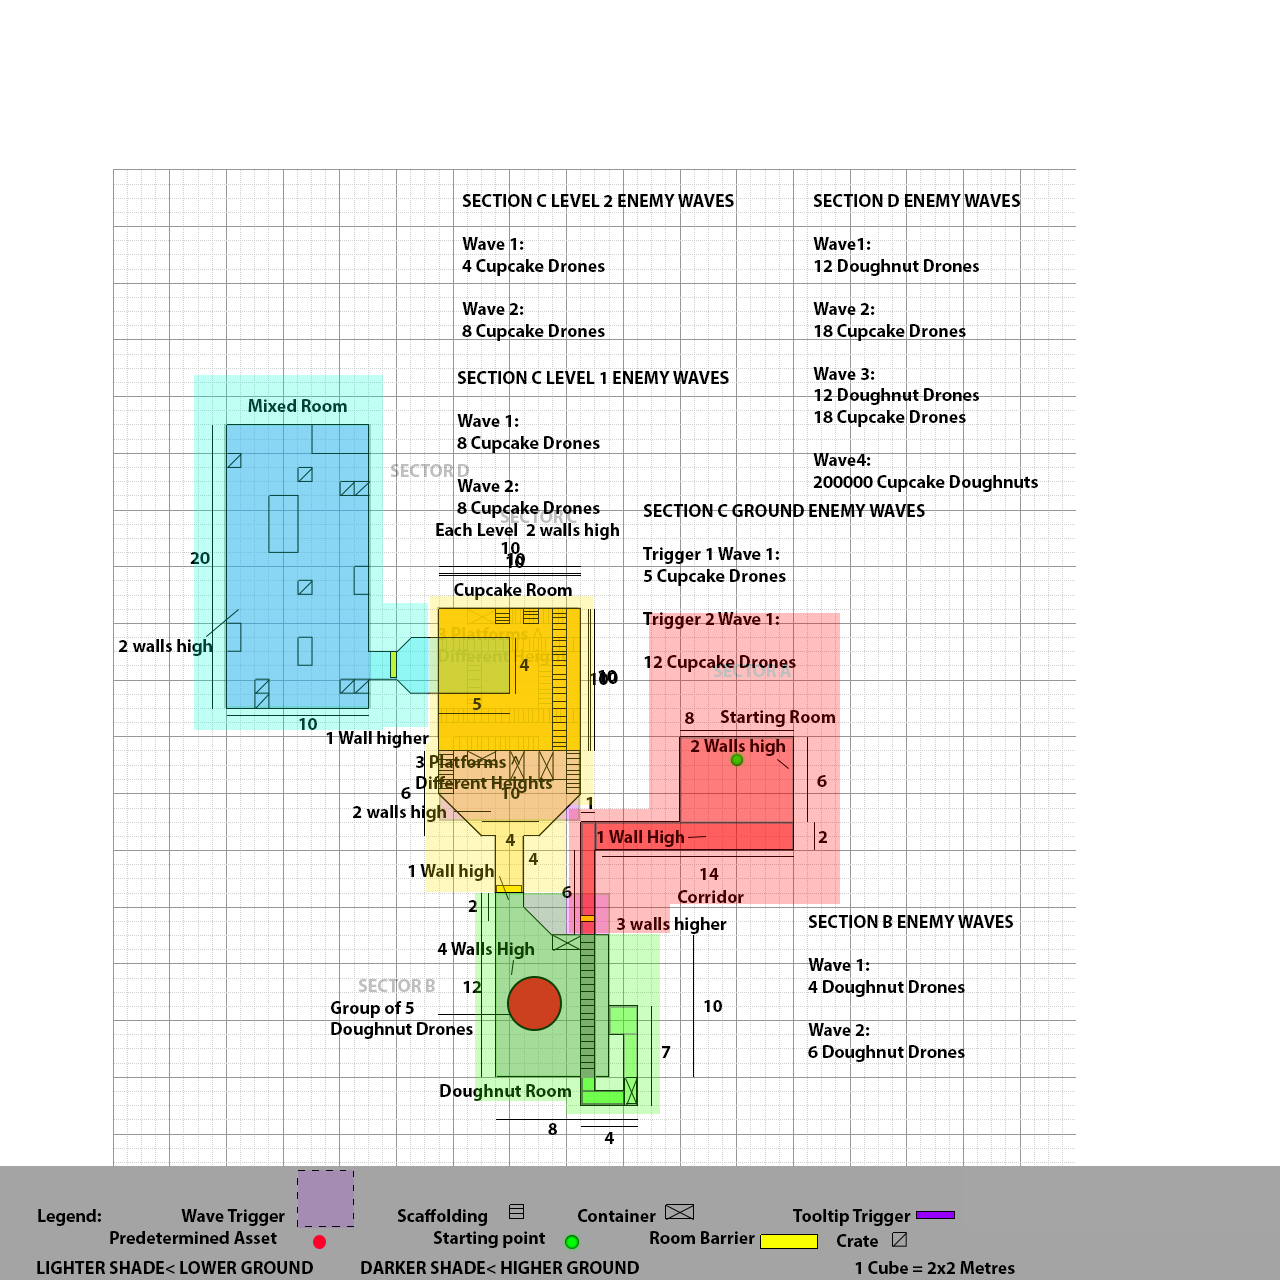 SECTION C LEVEL 2 ENEMY WAVES
Wave 1:
4 Cupcake Drones
Wave 2:
8 Cupcake Drones
SECTION D ENEMY WAVES
Wave1:
12 Doughnut Drones
Wave 2:
18 Cupcake Drones
Wave 3:
12 Doughnut Drones
18 Cupcake Drones
Wave4:
200000 Cupcake Doughnuts
SECTION C LEVEL 1 ENEMY WAVES
Wave 1:
8 Cupcake Drones
Wave 2:
8 Cupcake Drones
Mixed Room
SECTOR D
SECTOR C
Each Level 2 walls high
10
10
10
Cupcake Room
SECTION C GROUND ENEMY WAVES
Trigger 1 Wave 1:
5 Cupcake Drones
Trigger 2 Wave 1:
12 Cupcake Drones
SECTOR A
20
2 walls high
10
3 Platforms ^
Different Heights
4
5
10
10
1 Wall higher
3 Platforms ^
Different Heights
6
10
2 walls high
1
8
Starting Room
2 Walls high
6
1 Wall High
2
14
Corridor
4
4
1 Wall high
6
2
3 walls higher
4 Walls High
SECTOR B
12
Group of 5
Doughnut Drones
10
7
Doughnut Room
8
4
SECTION B ENEMY WAVES
Wave 1:
4 Doughnut Drones
Wave 2:
6 Doughnut Drones
Legend:
Wave Trigger
Scaffolding
Container
Tooltip Trigger
Predetermined Asset
Starting point
Room Barrier
Crate
LIGHTER SHADE< LOWER GROUND
DARKER SHADE< HIGHER GROUND
1 Cube = 2x2 Metres